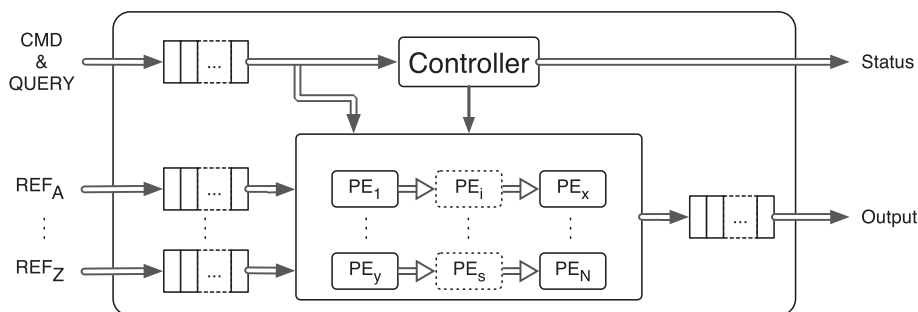 CMD
&
QUERY
...
Controller
Status
REF_A
...
PE_1
PE_i
PE_x
...
Output
REF_Z
...
PE_y
PE_s
PE_N